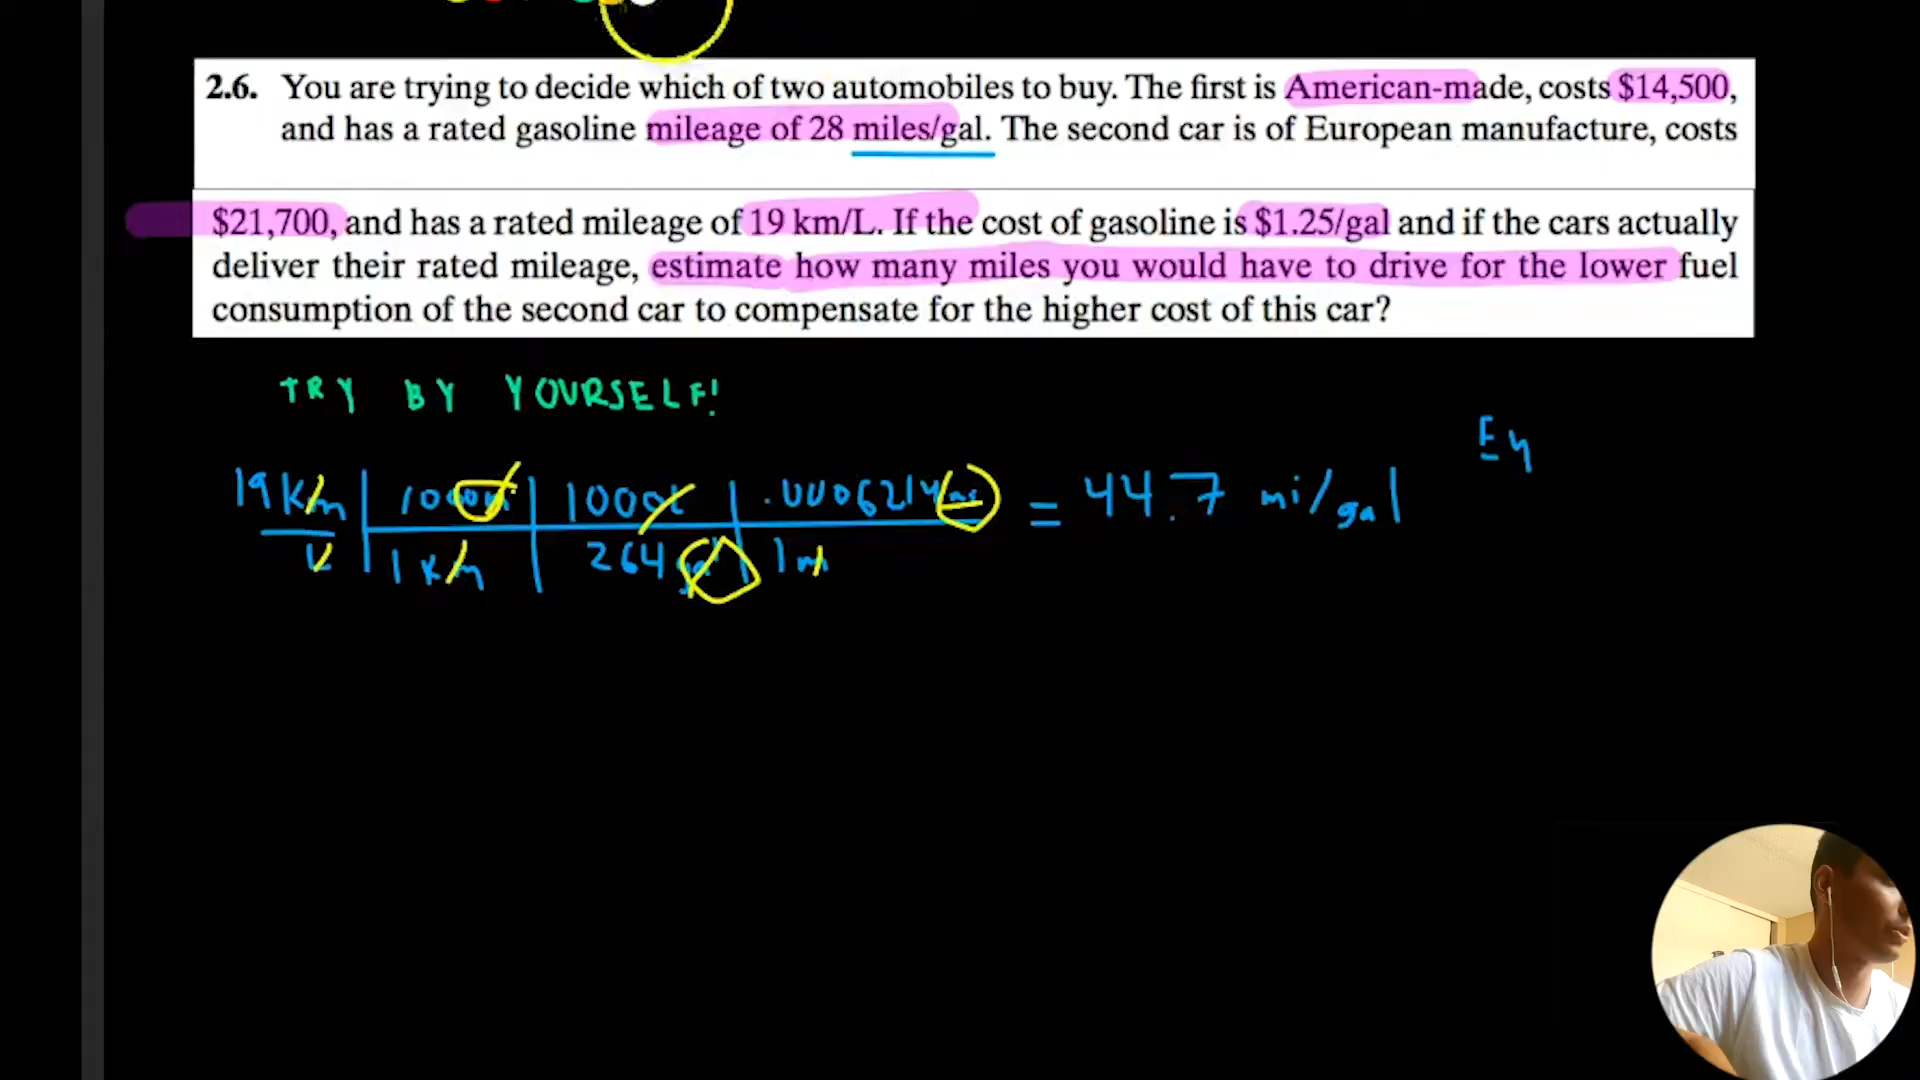 2.6. You are trying to decide which of two automobiles to buy. The first is American-made, costs $14,500,
and has a rated gasoline mileage of 28 miles/gal. The second car is of European manufacture, costs
$21,700, and has a rated mileage of 19 km/L. If the cost of gasoline is $1.25/gal and if the cars actually
deliver their rated mileage, estimate how many miles you would have to drive for the lower fuel
consumption of the second car to compensate for the higher cost of this car?
TRY BY YOURSELF!
Eu
19 km 1000 m 1000 L .0006214 mi = 44.7 mi/gal
L 1 km 264 gal 1 m